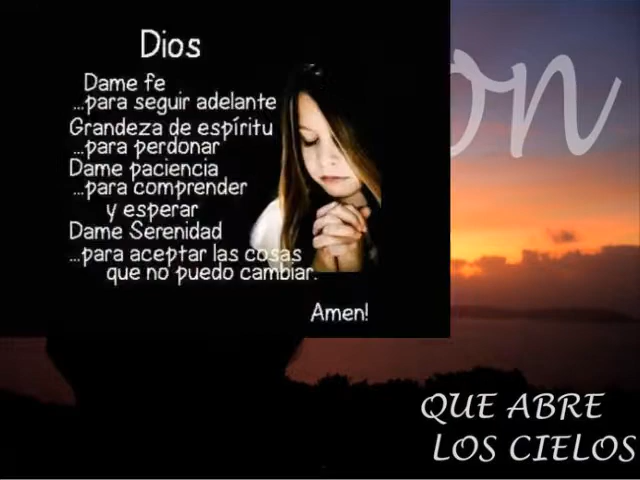 Dios
Dame fe
...para seguir adelante
Grandeza de espíritu
...para perdonar
Dame paciencia
...para comprender
y esperar
Dame Serenidad
...para aceptar las cosas
que no puedo cambiar.
Amen!
on
QUE ABRE
LOS CIELOS